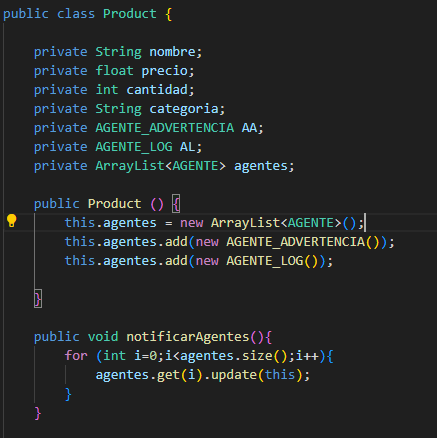 public class Product {
private String nombre;
private float precio;
private int cantidad;
private String categoria;
private AGENTE_ADVERTENCIA AA;
private AGENTE_LOG AL;
private ArrayList<AGENTE> agentes;
public Product () {
this.agentes = new ArrayList<AGENTE>();
this.agentes.add(new AGENTE_ADVERTENCIA());
this.agentes.add(new AGENTE_LOG());
}
public void notificarAgentes(){
for (int i=0;i<agentes.size();i++){
agentes.get(i).update(this);
}
}